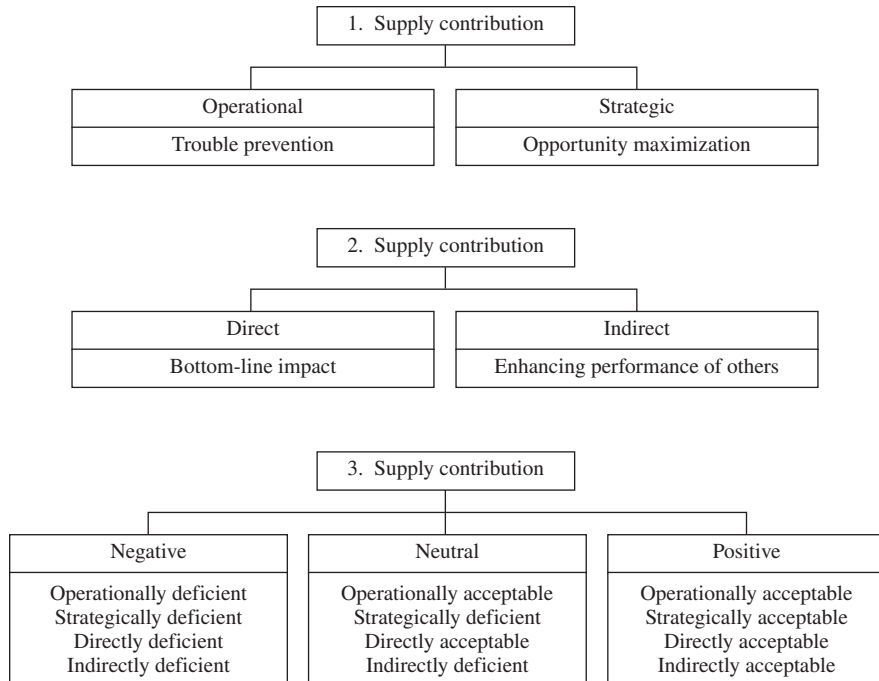 1. Supply contribution
Operational
Trouble prevention
Strategic
Opportunity maximization
2. Supply contribution
Direct
Bottom-line impact
Indirect
Enhancing performance of others
3. Supply contribution
Negative
Operationally deficient
Strategically deficient
Directly deficient
Indirectly deficient
Neutral
Operationally acceptable
Strategically deficient
Directly acceptable
Indirectly deficient
Positive
Operationally acceptable
Strategically acceptable
Directly acceptable
Indirectly acceptable